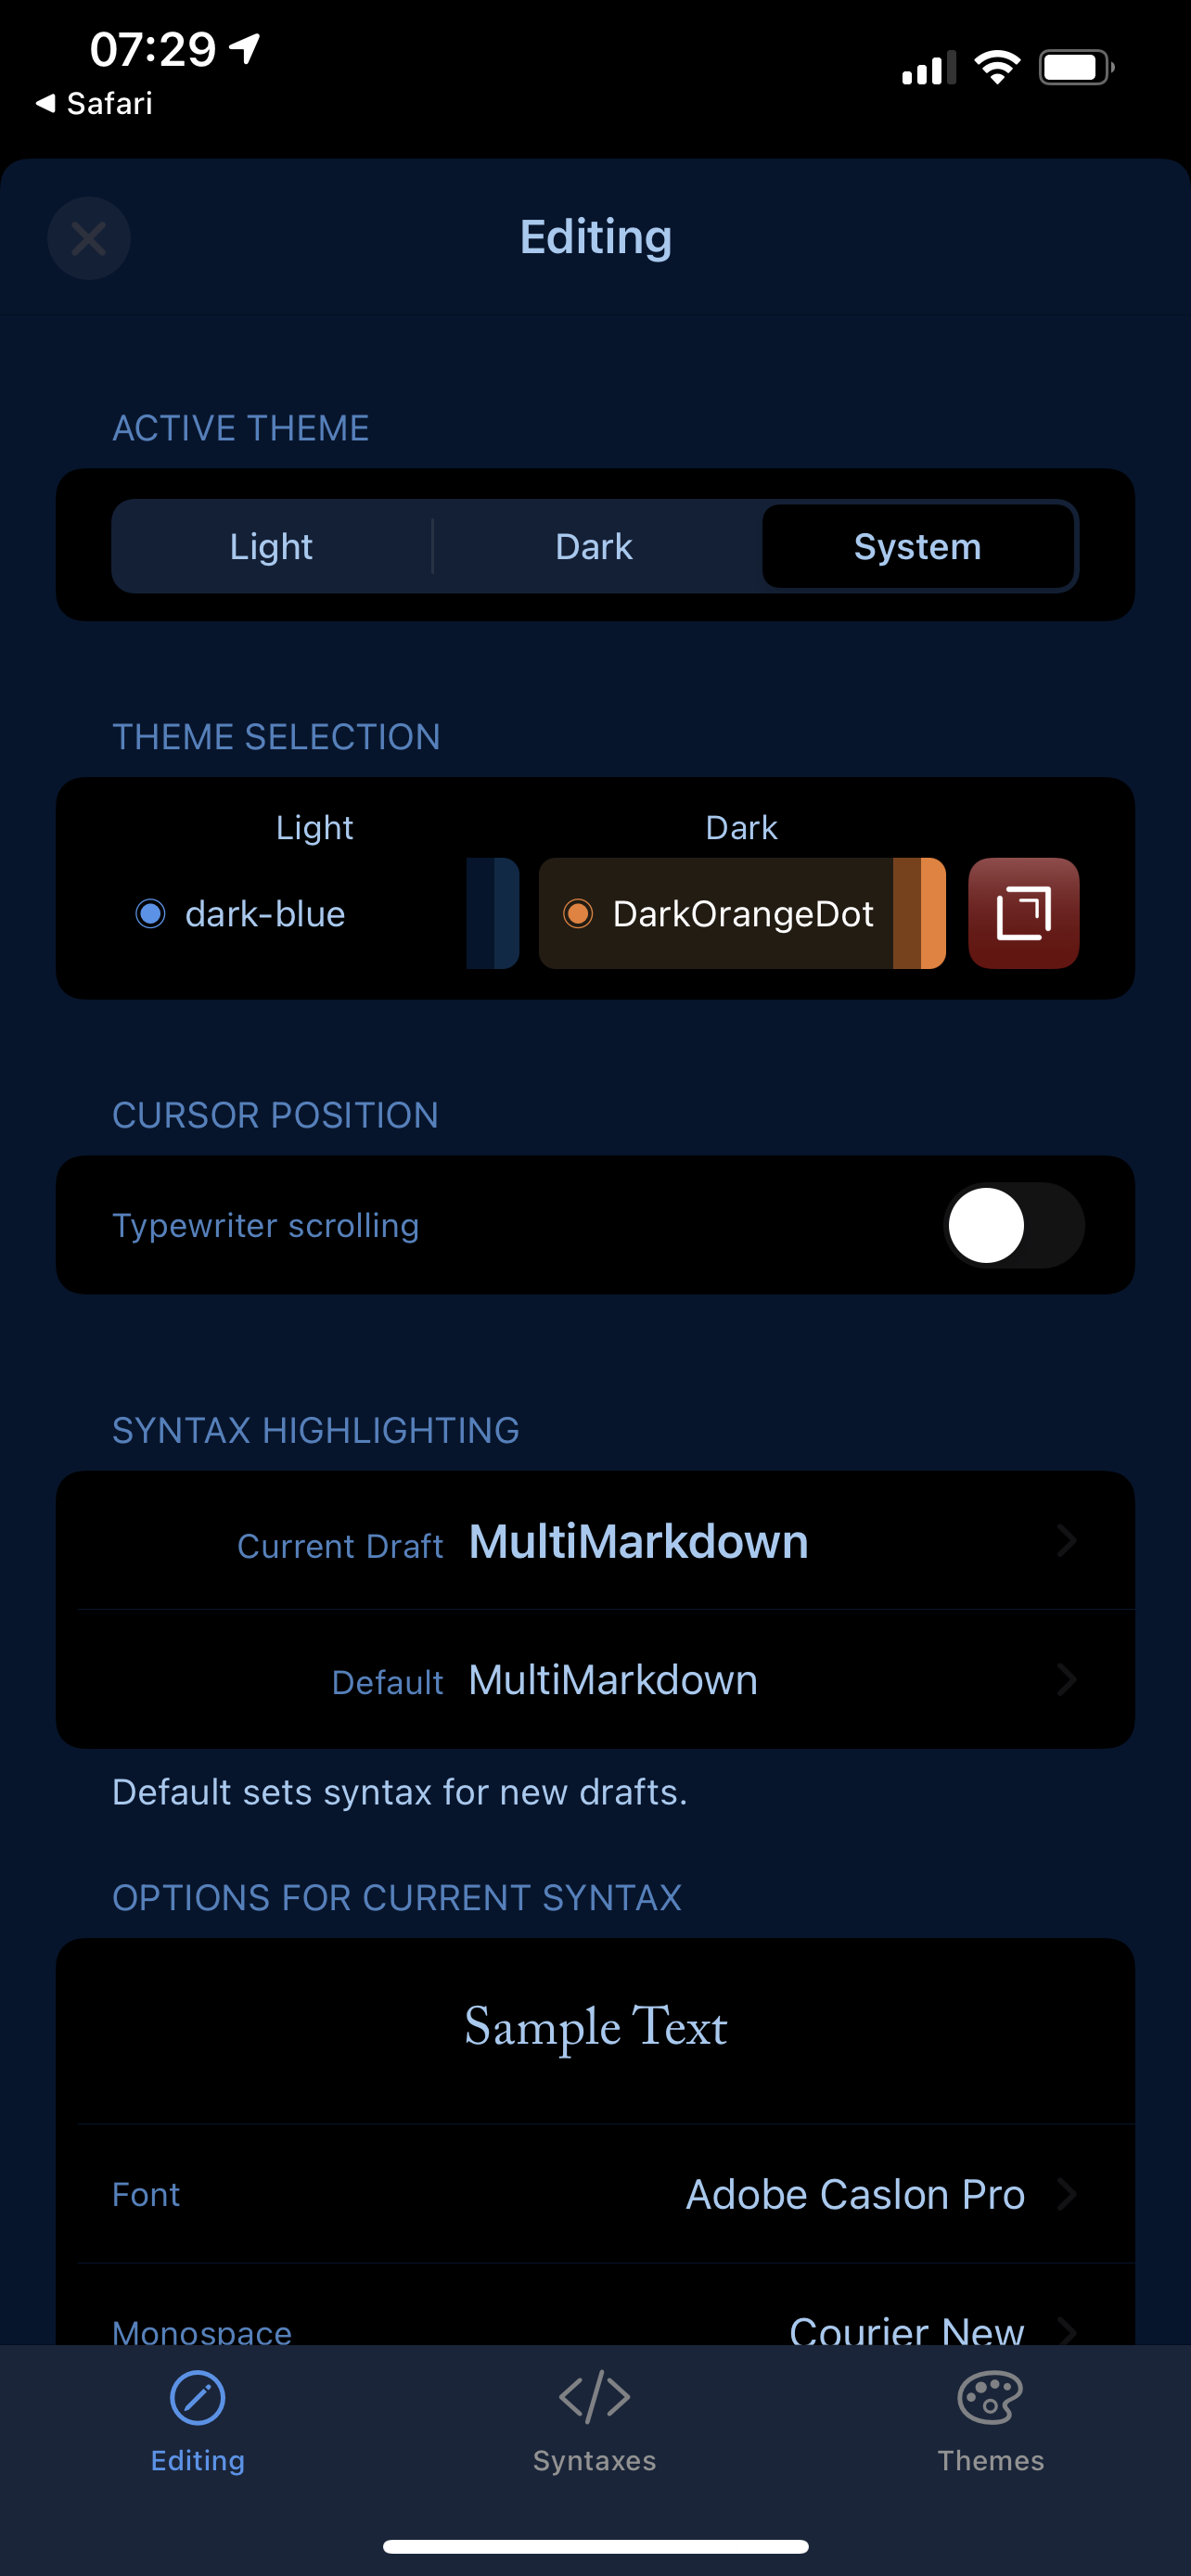 07:29
Safari
Editing
ACTIVE THEME
Light Dark System
THEME SELECTION
Light Dark
dark-blue DarkOrangeDot
CURSOR POSITION
Typewriter scrolling
SYNTAX HIGHLIGHTING
Current Draft MultiMarkdown
Default MultiMarkdown
Default sets syntax for new drafts.
OPTIONS FOR CURRENT SYNTAX
Sample Text
Font Adobe Caslon Pro
Monospace Courier New
Editing Syntaxes Themes